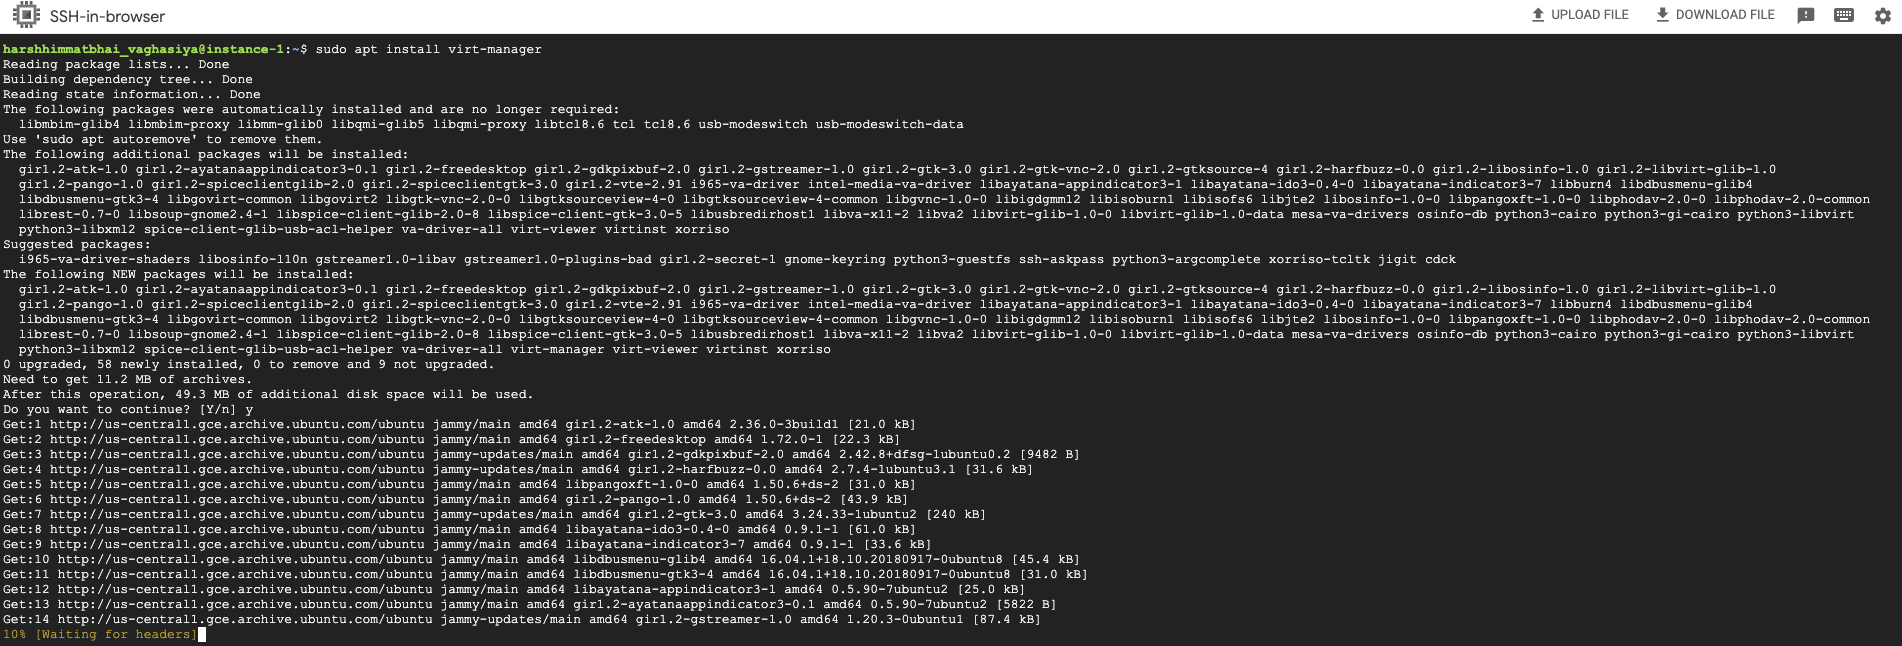 SSH-in-browser
UPLOAD FILE
DOWNLOAD FILE
harshhimmatbhai_vaghasiya@instance-1:~$ sudo apt install virt-manager
Reading package lists... Done
Building dependency tree... Done
Reading state information... Done
The following packages were automatically installed and are no longer required:
libmbim-glib4 libmbim-proxy libmm-glib0 libqmi-glib5 libqmi-proxy libtcl8.6 tcl tcl8.6 usb-modeswitch usb-modeswitch-data
Use 'sudo apt autoremove' to remove them.
The following additional packages will be installed:
gir1.2-atk-1.0 gir1.2-ayatanaappindicator3-0.1 gir1.2-freedesktop gir1.2-gdkpixbuf-2.0 gir1.2-gstreamer-1.0 gir1.2-gtk-3.0 gir1.2-gtk-vnc-2.0 gir1.2-gtksource-4 gir1.2-harfbuzz-0.0 gir1.2-libosinfo-1.0 gir1.2-libvirt-glib-1.0
gir1.2-pango-1.0 gir1.2-spiceclientglib-2.0 gir1.2-spiceclientgtk-3.0 gir1.2-vte-2.91 i965-va-driver intel-media-va-driver libayatana-appindicator3-1 libayatana-ido3-0.4-0 libayatana-indicator3-7 libburn4 libdbusmenu-glib4
libdbusmenu-gtk3-4 libgovirt-common libgovirt2 libgtk-vnc-2.0-0 libgtksourceview-4-0 libgtksourceview-4-common libgvnc-1.0-0 libigdgmm12 libisoburn1 libisofs6 libjte2 libosinfo-1.0-0 libpangoxft-1.0-0 libphodav-2.0-0 libphodav-2.0-common
librest-0.7-0 libsoup-gnome2.4-1 libspice-client-glib-2.0-8 libspice-client-gtk-3.0-5 libusbredirhost1 libva-x11-2 libva2 libvirt-glib-1.0-0 libvirt-glib-1.0-data mesa-va-drivers osinfo-db python3-cairo python3-gi-cairo python3-libvirt
python3-libxml2 spice-client-glib-usb-acl-helper va-driver-all virt-viewer virtinst xorriso
Suggested packages:
i965-va-driver-shaders libosinfo-l10n gstreamer1.0-libav gstreamer1.0-plugins-bad gir1.2-secret-1 gnome-keyring python3-guestfs ssh-askpass python3-argcomplete xorriso-tcltk jigit cdck
The following NEW packages will be installed:
gir1.2-atk-1.0 gir1.2-ayatanaappindicator3-0.1 gir1.2-freedesktop gir1.2-gdkpixbuf-2.0 gir1.2-gstreamer-1.0 gir1.2-gtk-3.0 gir1.2-gtk-vnc-2.0 gir1.2-gtksource-4 gir1.2-harfbuzz-0.0 gir1.2-libosinfo-1.0 gir1.2-libvirt-glib-1.0
gir1.2-pango-1.0 gir1.2-spiceclientglib-2.0 gir1.2-spiceclientgtk-3.0 gir1.2-vte-2.91 i965-va-driver intel-media-va-driver libayatana-appindicator3-1 libayatana-ido3-0.4-0 libayatana-indicator3-7 libburn4 libdbusmenu-glib4
libdbusmenu-gtk3-4 libgovirt-common libgovirt2 libgtk-vnc-2.0-0 libgtksourceview-4-0 libgtksourceview-4-common libgvnc-1.0-0 libigdgmm12 libisoburn1 libisofs6 libjte2 libosinfo-1.0-0 libpangoxft-1.0-0 libphodav-2.0-0 libphodav-2.0-common
librest-0.7-0 libsoup-gnome2.4-1 libspice-client-glib-2.0-8 libspice-client-gtk-3.0-5 libusbredirhost1 libva-x11-2 libva2 libvirt-glib-1.0-0 libvirt-glib-1.0-data mesa-va-drivers osinfo-db python3-cairo python3-gi-cairo python3-libvirt
python3-libxml2 spice-client-glib-usb-acl-helper va-driver-all virt-manager virt-viewer virtinst xorriso
0 upgraded, 58 newly installed, 0 to remove and 9 not upgraded.
Need to get 11.2 MB of archives.
After this operation, 49.3 MB of additional disk space will be used.
Do you want to continue? [Y/n] y
Get:1 http://us-central1.gce.archive.ubuntu.com/ubuntu jammy/main amd64 gir1.2-atk-1.0 amd64 2.36.0-3build1 [21.0 kB]
Get:2 http://us-central1.gce.archive.ubuntu.com/ubuntu jammy/main amd64 gir1.2-freedesktop amd64 1.72.0-1 [22.3 kB]
Get:3 http://us-central1.gce.archive.ubuntu.com/ubuntu jammy-updates/main amd64 gir1.2-gdkpixbuf-2.0 amd64 2.42.8+dfsg-1ubuntu0.2 [9482 B]
Get:4 http://us-central1.gce.archive.ubuntu.com/ubuntu jammy-updates/main amd64 gir1.2-harfbuzz-0.0 amd64 2.7.4-1ubuntu3.1 [31.6 kB]
Get:5 http://us-central1.gce.archive.ubuntu.com/ubuntu jammy/main amd64 libpangoxft-1.0-0 amd64 1.50.6+ds-2 [31.0 kB]
Get:6 http://us-central1.gce.archive.ubuntu.com/ubuntu jammy/main amd64 gir1.2-pango-1.0 amd64 1.50.6+ds-2 [43.9 kB]
Get:7 http://us-central1.gce.archive.ubuntu.com/ubuntu jammy-updates/main amd64 gir1.2-gtk-3.0 amd64 3.24.33-1ubuntu2 [240 kB]
Get:8 http://us-central1.gce.archive.ubuntu.com/ubuntu jammy/main amd64 libayatana-ido3-0.4-0 amd64 0.9.1-1 [61.0 kB]
Get:9 http://us-central1.gce.archive.ubuntu.com/ubuntu jammy/main amd64 libayatana-indicator3-7 amd64 0.9.1-1 [33.6 kB]
Get:10 http://us-central1.gce.archive.ubuntu.com/ubuntu jammy/main amd64 libdbusmenu-glib4 amd64 16.04.1+18.10.20180917-0ubuntu8 [45.4 kB]
Get:11 http://us-central1.gce.archive.ubuntu.com/ubuntu jammy/main amd64 libdbusmenu-gtk3-4 amd64 16.04.1+18.10.20180917-0ubuntu8 [31.0 kB]
Get:12 http://us-central1.gce.archive.ubuntu.com/ubuntu jammy/main amd64 libayatana-appindicator3-1 amd64 0.5.90-7ubuntu2 [25.0 kB]
Get:13 http://us-central1.gce.archive.ubuntu.com/ubuntu jammy/main amd64 gir1.2-ayatanaappindicator3-0.1 amd64 0.5.90-7ubuntu2 [5822 B]
Get:14 http://us-central1.gce.archive.ubuntu.com/ubuntu jammy-updates/main amd64 gir1.2-gstreamer-1.0 amd64 1.20.3-0ubuntu1 [87.4 kB]
10% [Waiting for headers]